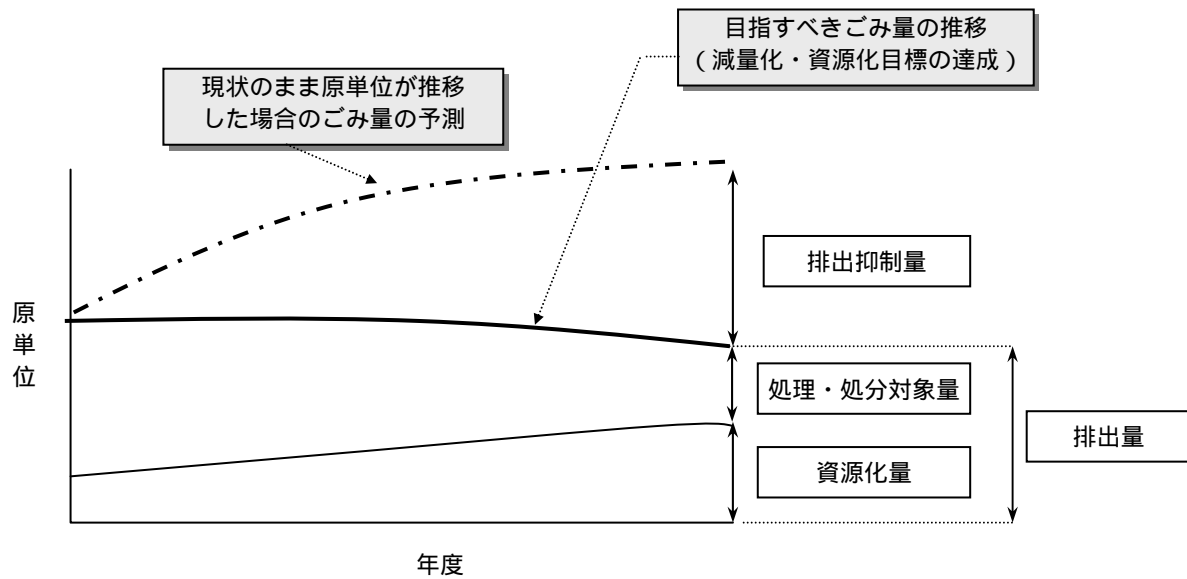 目指すべきごみ量の推移
（減量化・資源化目標の達成）
現状のまま原単位が推移
した場合のごみ量の予測
排出抑制量
原単位
処理・処分対象量
排出量
資源化量
年度